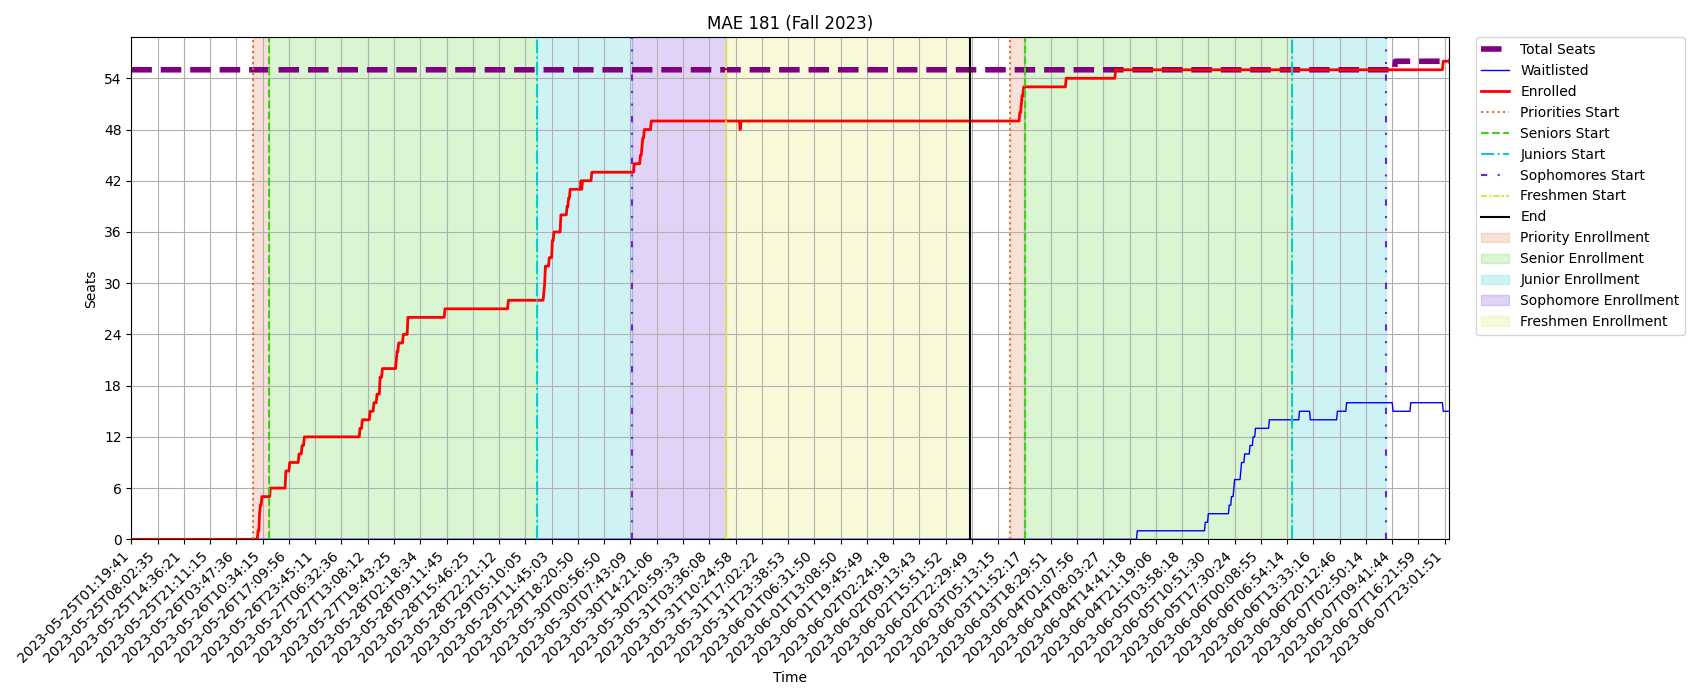 MAE 181 (Fall 2023)
Seats
54
48
42
36
30
24
18
12
6
0
2023-05-25T01:19:41
2023-05-25T08:02:35
2023-05-25T14:36:21
2023-05-25T21:11:15
2023-05-26T03:47:36
2023-05-26T10:34:15
2023-05-26T17:09:56
2023-05-26T23:45:11
2023-05-27T06:32:36
2023-05-27T13:08:12
2023-05-27T19:43:25
2023-05-28T02:18:34
2023-05-28T09:11:45
2023-05-28T15:46:25
2023-05-28T22:21:12
2023-05-29T05:10:05
2023-05-29T11:45:03
2023-05-29T18:20:50
2023-05-30T00:56:50
2023-05-30T07:43:09
2023-05-30T14:21:06
2023-05-30T20:59:33
2023-05-31T03:36:08
2023-05-31T10:24:58
2023-05-31T17:02:22
2023-05-31T23:38:53
2023-06-01T06:31:50
2023-06-01T13:08:50
2023-06-01T19:45:49
2023-06-02T02:24:18
2023-06-02T09:13:43
2023-06-02T15:51:52
2023-06-02T22:29:49
2023-06-03T05:13:15
2023-06-03T11:52:17
2023-06-03T18:29:51
2023-06-04T01:07:56
2023-06-04T08:03:27
2023-06-04T14:41:18
2023-06-04T21:19:06
2023-06-05T03:58:18
2023-06-05T10:51:30
2023-06-05T17:30:24
2023-06-06T00:08:55
2023-06-06T06:54:14
2023-06-06T13:33:16
2023-06-06T20:12:46
2023-06-07T02:50:14
2023-06-07T09:41:44
2023-06-07T16:21:59
2023-06-07T23:01:51
Time
Total Seats
Waitlisted
Enrolled
Priorities Start
Seniors Start
Juniors Start
Sophomores Start
Freshmen Start
End
Priority Enrollment
Senior Enrollment
Junior Enrollment
Sophomore Enrollment
Freshmen Enrollment